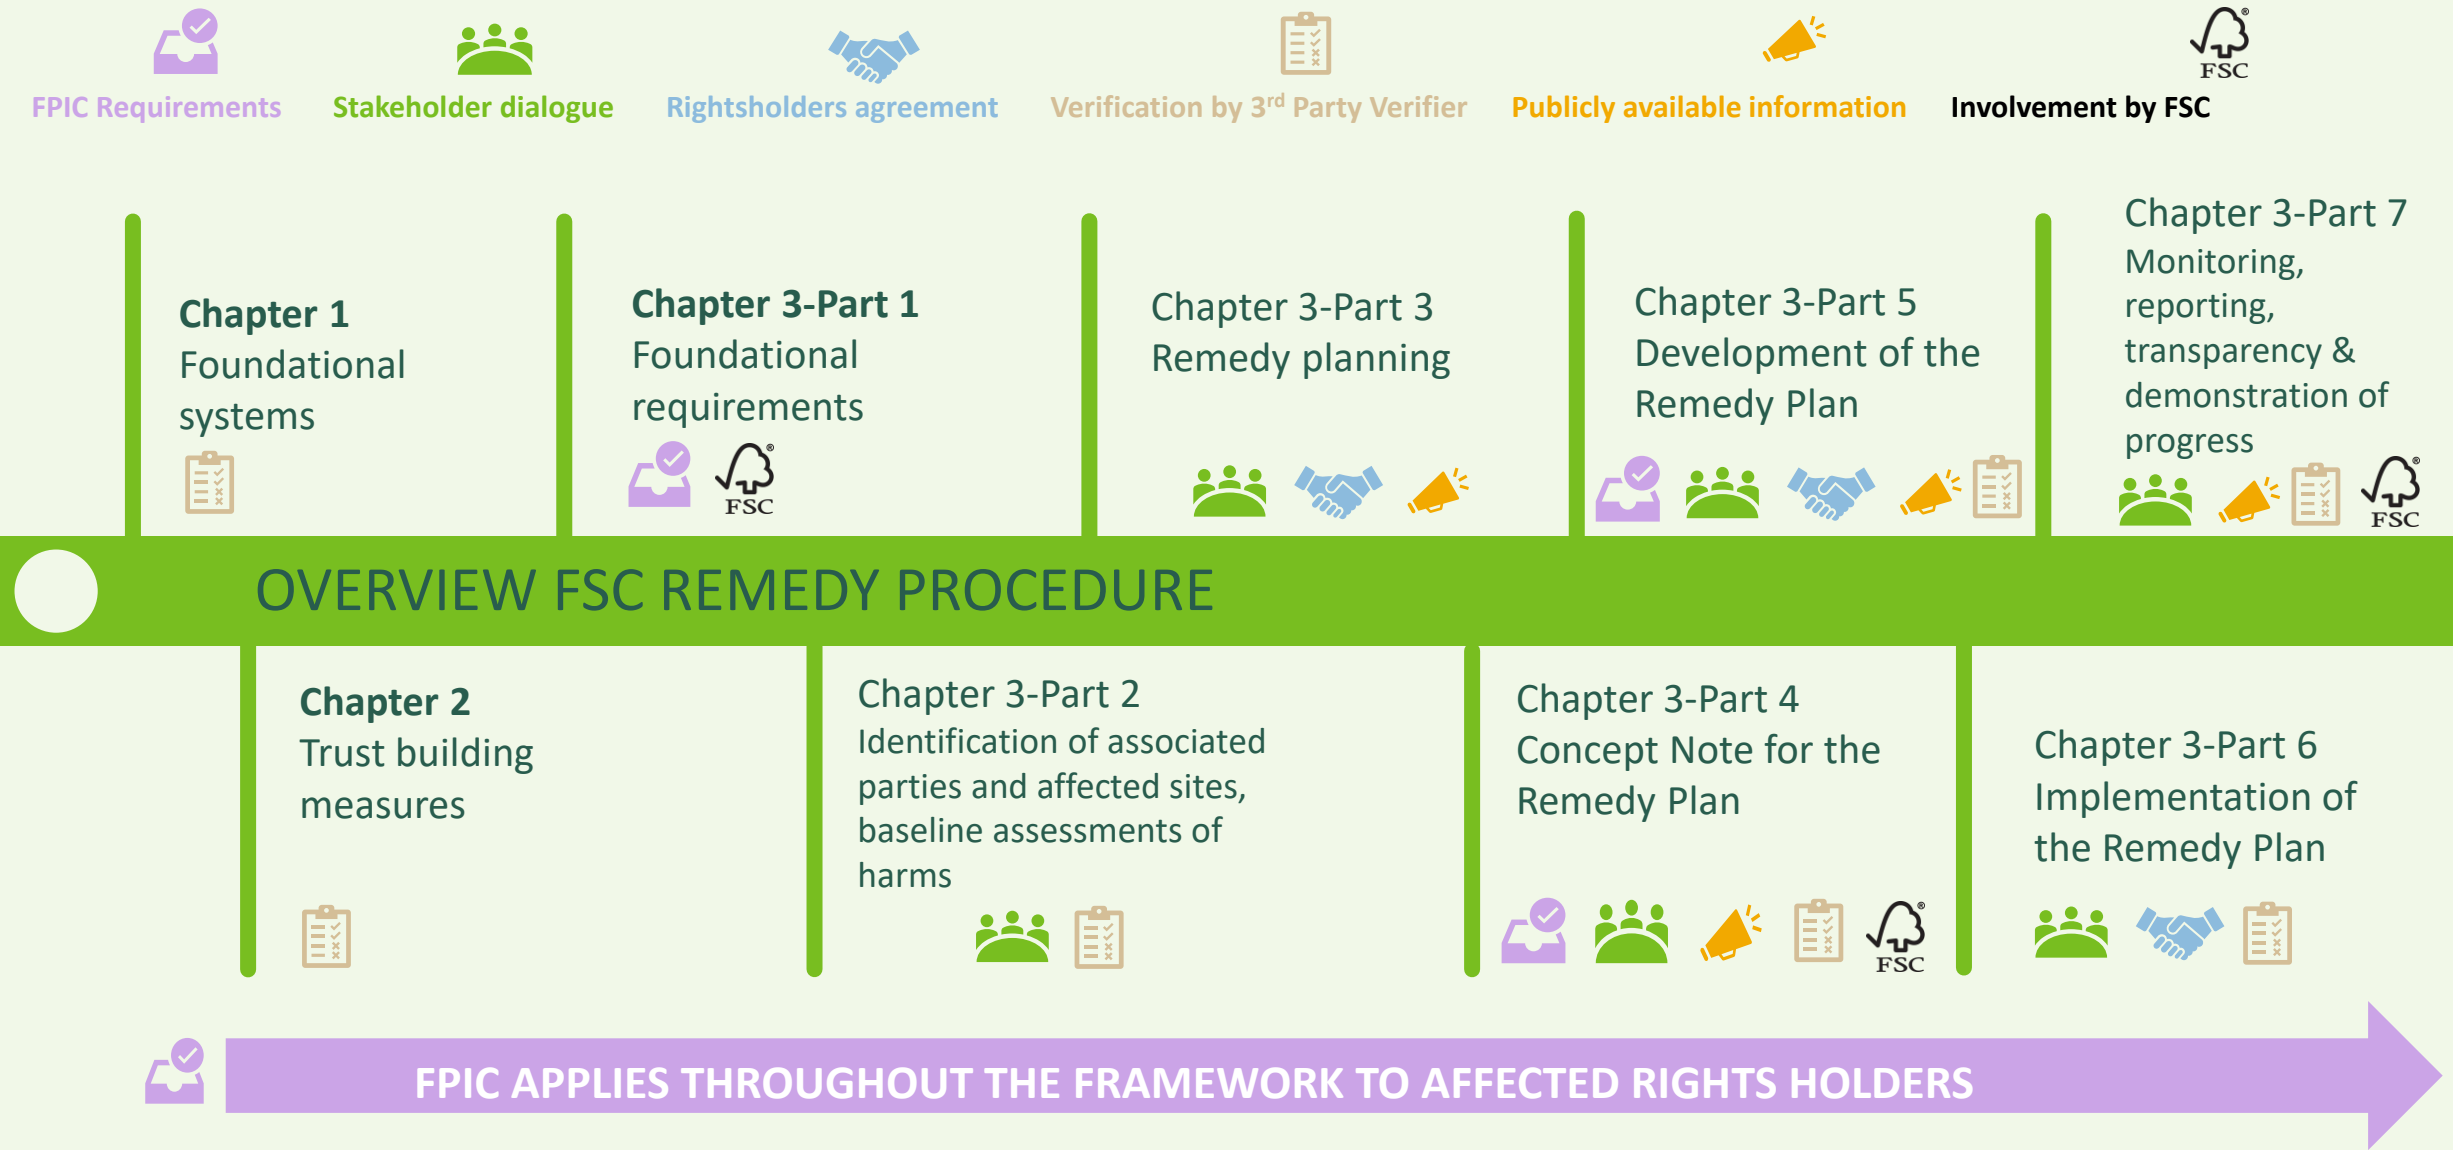 FSC
FPIC Requirements
Stakeholder dialogue
Rightsholders agreement
Verification by 3rd Party Verifier
Publicly available information
Involvement by FSC
Chapter 1
Foundational
systems
Chapter 3-Part 1
Foundational
requirements
FSC
Chapter 3-Part 3
Remedy planning
Chapter 3-Part 5
Development of the
Remedy Plan
Chapter 3-Part 7
Monitoring,
reporting,
transparency &
demonstration of
progress
FSC
OVERVIEW FSC REMEDY PROCEDURE
Chapter 2
Trust building
measures
Chapter 3-Part 2
Identification of associated
parties and affected sites,
baseline assessments of
harms
Chapter 3-Part 4
Concept Note for the
Remedy Plan
FSC
Chapter 3-Part 6
Implementation of
the Remedy Plan
FPIC APPLIES THROUGHOUT THE FRAMEWORK TO AFFECTED RIGHTS HOLDERS